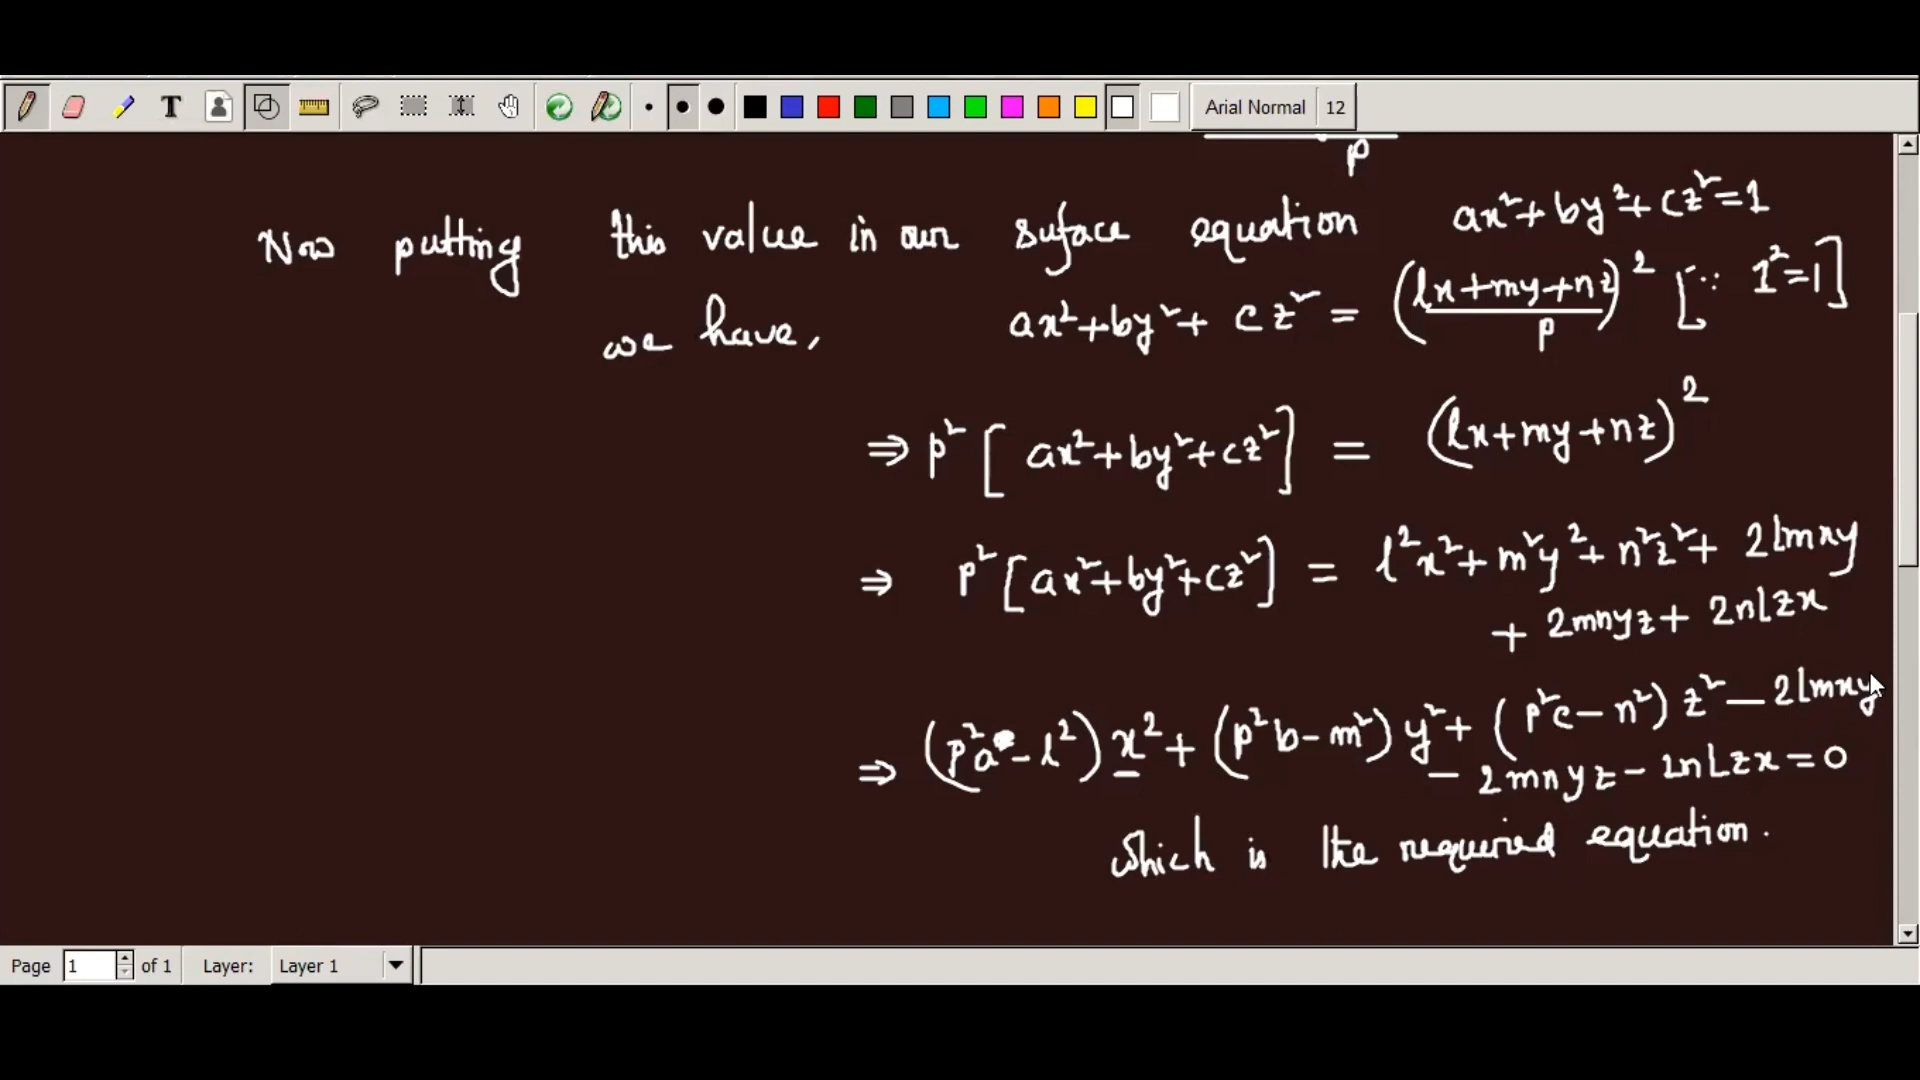 T Arial Normal 12
p
Now putting this value in our suface equation ax²+by²+cz²=1
we have, ax²+by²+cz² = ((lx+my+nz)/p)² [∵ 1²=1]
⇒ p² [ax²+by²+cz²] = (lx+my+nz)²
⇒ p² [ax²+by²+cz²] = l²x²+m²y²+n²z²+ 2lmxy
+ 2mnyz+ 2nlzx
⇒ (p²a-l²) x²+ (p²b-m²) y²+ (p²c-n²) z² - 2lmxy
- 2mnyz - 2nlzx = 0
which is the required equation.
Page 1 of 1 Layer: Layer 1